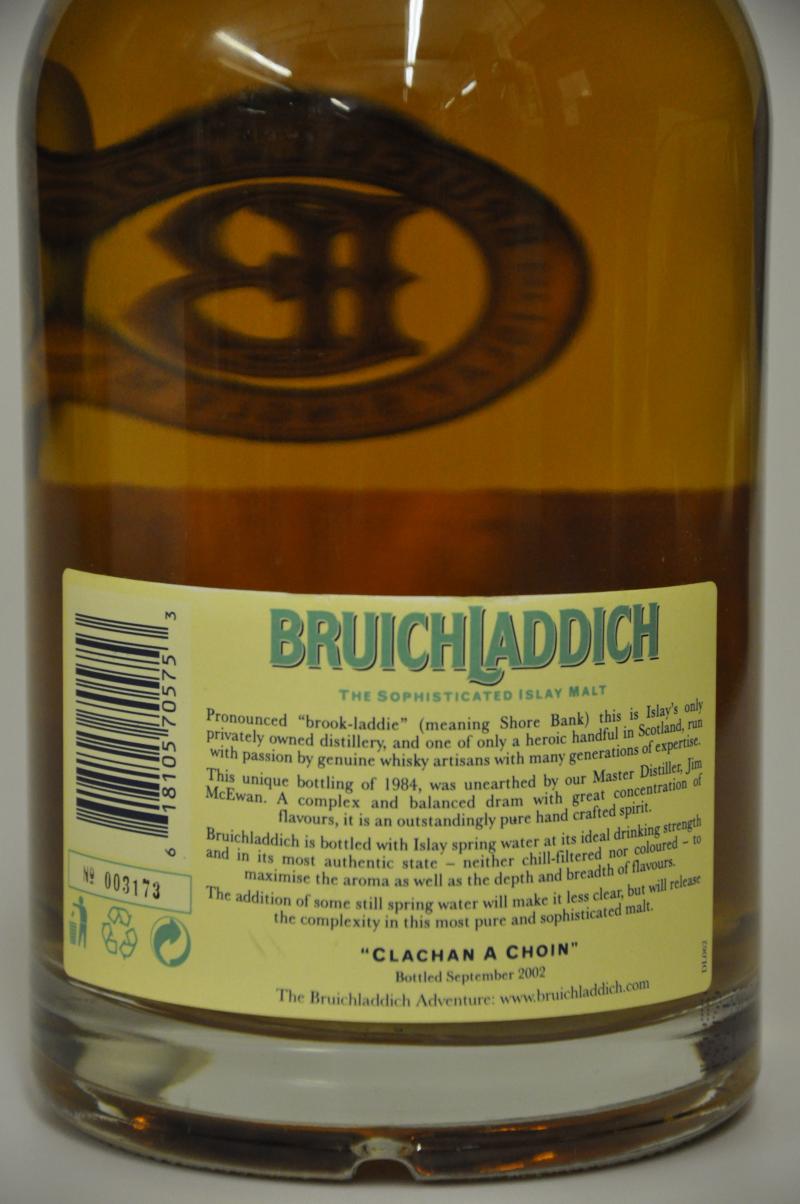 BRUICHLADDICH
THE SOPHISTICATED ISLAY MALT
Pronounced “brook-laddie” (meaning Shore Bank) this is Islay's only
privately owned distillery, and one of only a heroic handful in Scotland, run
with passion by genuine whisky artisans with many generations of expertise.
This unique bottling of 1984, was unearthed by our Master Distiller, Jim
McEwan. A complex and balanced dram with great concentration of
flavours, it is an outstandingly pure hand crafted spirit.
Bruichladdich is bottled with Islay spring water at its ideal drinking strength
and in its most authentic state – neither chill-filtered nor coloured – to
maximise the aroma as well as the depth and breadth of flavours.
The addition of some still spring water will make it less clear, but will release
the complexity in this most pure and sophisticated malt.
"CLACHAN A CHOIN"
Bottled September 2002
The Bruichladdich Adventure: www.bruichladdich.com
6 18105 70575 3
Nº 003173